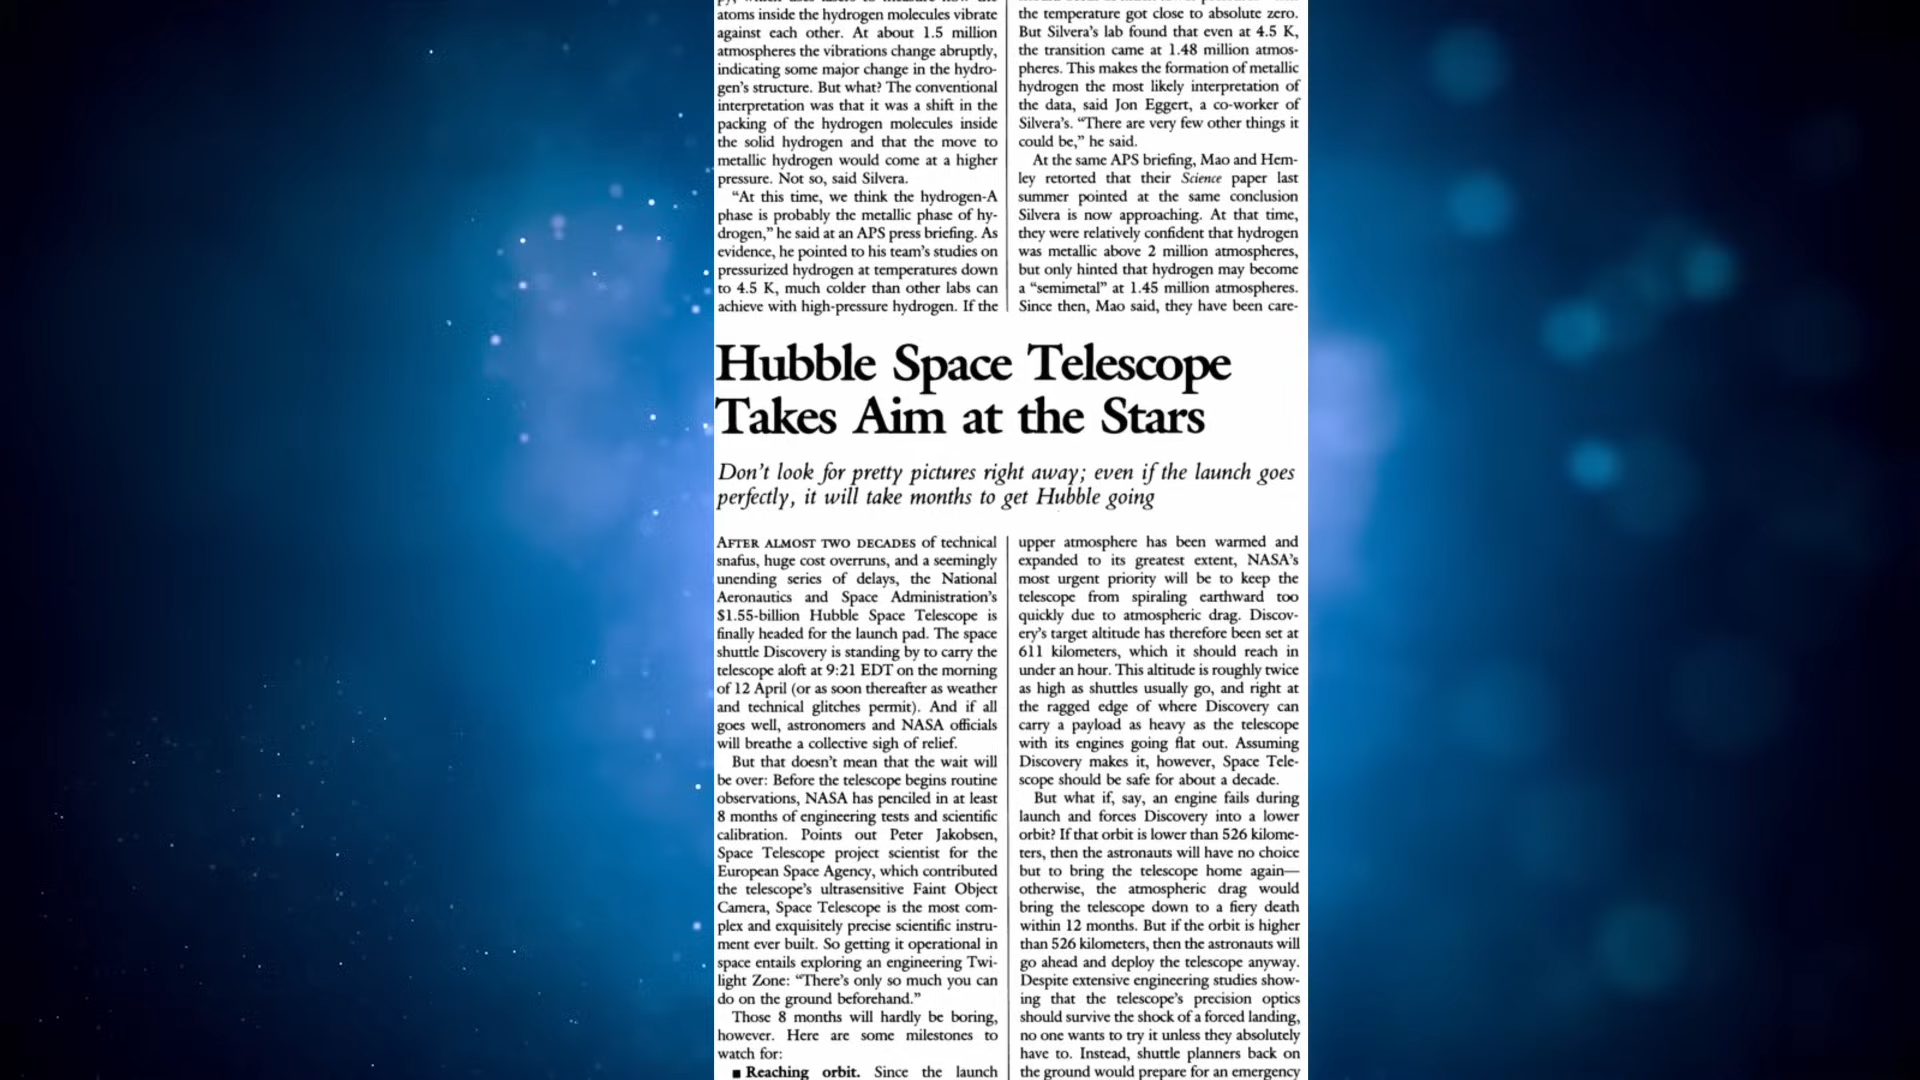 atoms inside the hydrogen molecules vibrate
against each other. At about 1.5 million
atmospheres the vibrations change abruptly,
indicating some major change in the hydro-
gen's structure. But what? The conventional
interpretation was that it was a shift in the
packing of the hydrogen molecules inside
the solid hydrogen and that the move to
metallic hydrogen would come at a higher
pressure. Not so, said Silvera.
“At this time, we think the hydrogen-A
phase is probably the metallic phase of hy-
drogen,” he said at an APS press briefing. As
evidence, he pointed to his team's studies on
pressurized hydrogen at temperatures down
to 4.5 K, much colder than other labs can
achieve with high-pressure hydrogen. If the
the temperature got close to absolute zero.
But Silvera's lab found that even at 4.5 K,
the transition came at 1.48 million atmos-
pheres. This makes the formation of metallic
hydrogen the most likely interpretation of
the data, said Jon Eggert, a co-worker of
Silvera's. “There are very few other things it
could be,” he said.
At the same APS briefing, Mao and Hem-
ley retorted that their Science paper last
summer pointed at the same conclusion
Silvera is now approaching. At that time,
they were relatively confident that hydrogen
was metallic above 2 million atmospheres,
but only hinted that hydrogen may become
a “semimetal” at 1.45 million atmospheres.
Since then, Mao said, they have been care-
Hubble Space Telescope
Takes Aim at the Stars
Don't look for pretty pictures right away; even if the launch goes
perfectly, it will take months to get Hubble going
AFTER ALMOST TWO DECADES of technical
snafus, huge cost overruns, and a seemingly
unending series of delays, the National
Aeronautics and Space Administration's
$1.55-billion Hubble Space Telescope is
finally headed for the launch pad. The space
shuttle Discovery is standing by to carry the
telescope aloft at 9:21 EDT on the morning
of 12 April (or as soon thereafter as weather
and technical glitches permit). And if all
goes well, astronomers and NASA officials
will breathe a collective sigh of relief.
But that doesn't mean that the wait will
be over: Before the telescope begins routine
observations, NASA has penciled in at least
8 months of engineering tests and scientific
calibration. Points out Peter Jakobsen,
Space Telescope project scientist for the
European Space Agency, which contributed
the telescope's ultrasensitive Faint Object
Camera, Space Telescope is the most com-
plex and exquisitely precise scientific instru-
ment ever built. So getting it operational in
space entails exploring an engineering Twi-
light Zone: “There's only so much you can
do on the ground beforehand.”
Those 8 months will hardly be boring,
however. Here are some milestones to
watch for:
■ Reaching orbit. Since the launch
upper atmosphere has been warmed and
expanded to its greatest extent, NASA's
most urgent priority will be to keep the
telescope from spiraling earthward too
quickly due to atmospheric drag. Discov-
ery's target altitude has therefore been set at
611 kilometers, which it should reach in
under an hour. This altitude is roughly twice
as high as shuttles usually go, and right at
the ragged edge of where Discovery can
carry a payload as heavy as the telescope
with its engines going flat out. Assuming
Discovery makes it, however, Space Tele-
scope should be safe for about a decade.
But what if, say, an engine fails during
launch and forces Discovery into a lower
orbit? If that orbit is lower than 526 kilome-
ters, then the astronauts will have no choice
but to bring the telescope home again—
otherwise, the atmospheric drag would
bring the telescope down to a fiery death
within 12 months. But if the orbit is higher
than 526 kilometers, then the astronauts will
go ahead and deploy the telescope anyway.
Despite extensive engineering studies show-
ing that the telescope's precision optics
should survive the shock of a forced landing,
no one wants to try it unless they absolutely
have to. Instead, shuttle planners back on
the ground would prepare for an emergency